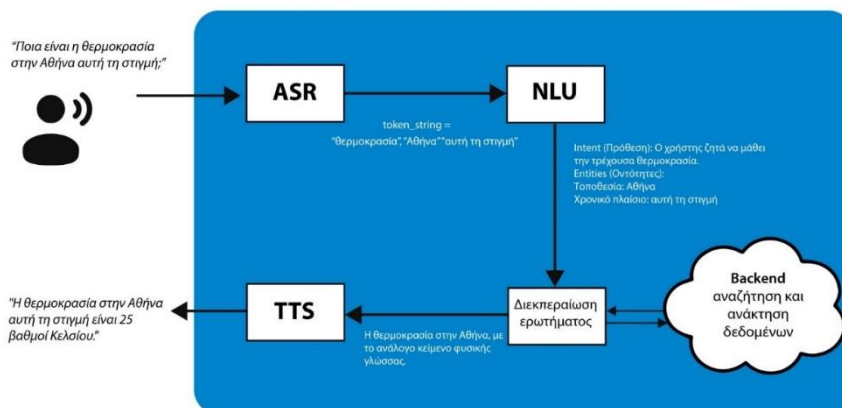 “Ποια είναι η θερμοκρασία
στην Αθήνα αυτή τη στιγμή;”
ASR
NLU
token_string =
“θερμοκρασία”, “Αθήνα” “αυτή τη στιγμή”
Intent (Πρόθεση): Ο χρήστης ζητά να μάθει
την τρέχουσα θερμοκρασία.
Entities (Οντότητες):
Τοποθεσία: Αθήνα
Χρονικό πλαίσιο: αυτή τη στιγμή
Backend
αναζήτηση και
ανάκτηση
δεδομένων
Διεκπεραίωση
ερωτήματος
Η θερμοκρασία στην Αθήνα, με
το ανάλογο κείμενο φυσικής
γλώσσας.
TTS
"Η θερμοκρασία στην Αθήνα
αυτή τη στιγμή είναι 25
βαθμοί Κελσίου."